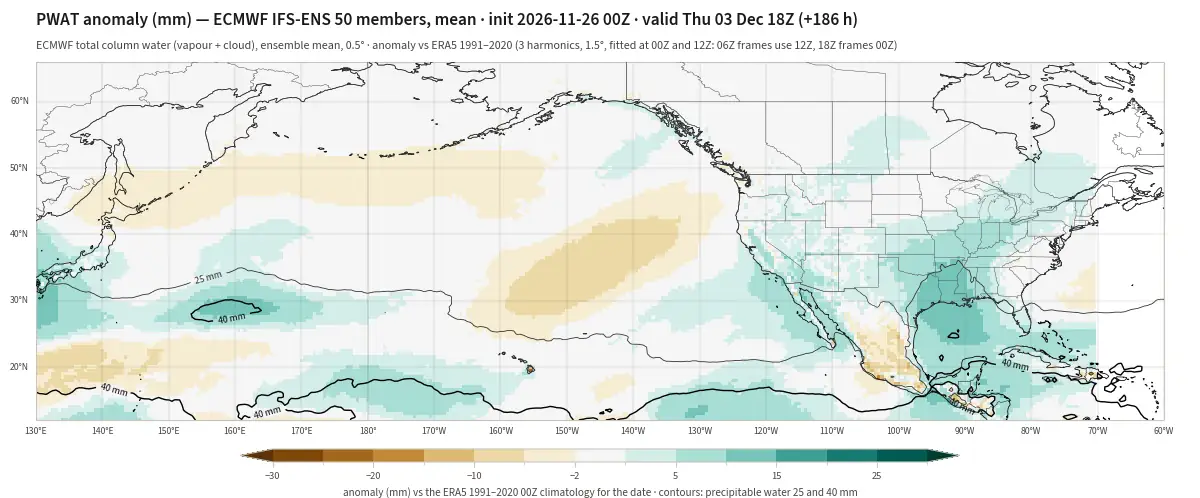 PWAT anomaly (mm) — ECMWF IFS-ENS 50 members, mean · init 2026-11-26 00Z · valid Thu 03 Dec 18Z (+186 h)
ECMWF total column water (vapour + cloud), ensemble mean, 0.5° · anomaly vs ERA5 1991–2020 (3 harmonics, 1.5°, fitted at 00Z and 12Z: 06Z frames use 12Z, 18Z frames 00Z)
60°N
50°N
40°N
30°N
20°N
25 mm
40 mm
40 mm
40 mm
40 mm
130°E 140°E 150°E 160°E 170°E 180° 170°W 160°W 150°W 140°W 130°W 120°W 110°W 100°W 90°W 80°W 70°W 60°W
−30 −20 −10 −2 5 15 25
anomaly (mm) vs the ERA5 1991–2020 00Z climatology for the date · contours: precipitable water 25 and 40 mm